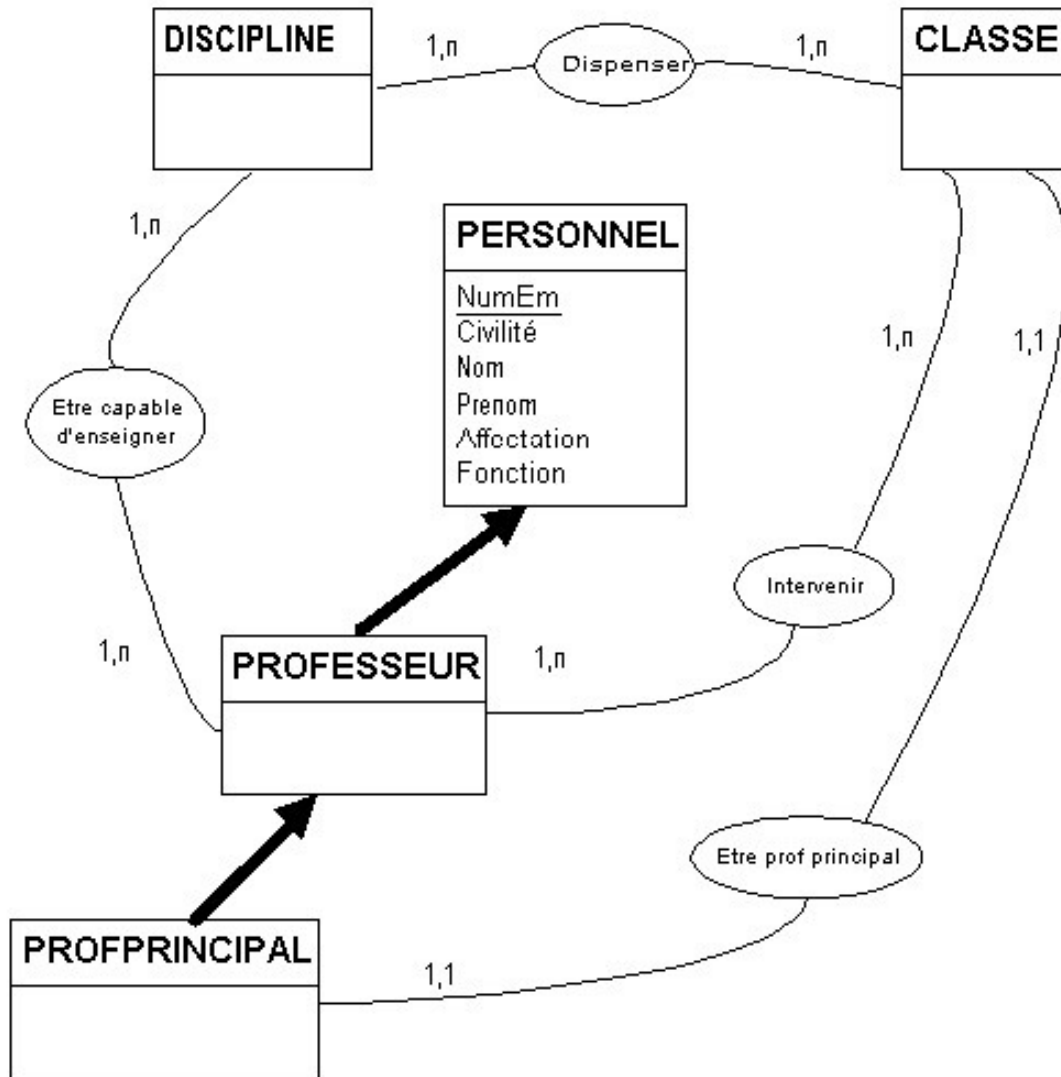 DISCIPLINE
1,n
Dispenser
1,n
CLASSE
1,n
PERSONNEL
NumEm
Civilité
Nom
Prenom
Affectation
Fonction
1,n
1,1
Etre capable
d'enseigner
Intervenir
1,n
PROFESSEUR
1,n
Etre prof principal
PROFPRINCIPAL
1,1